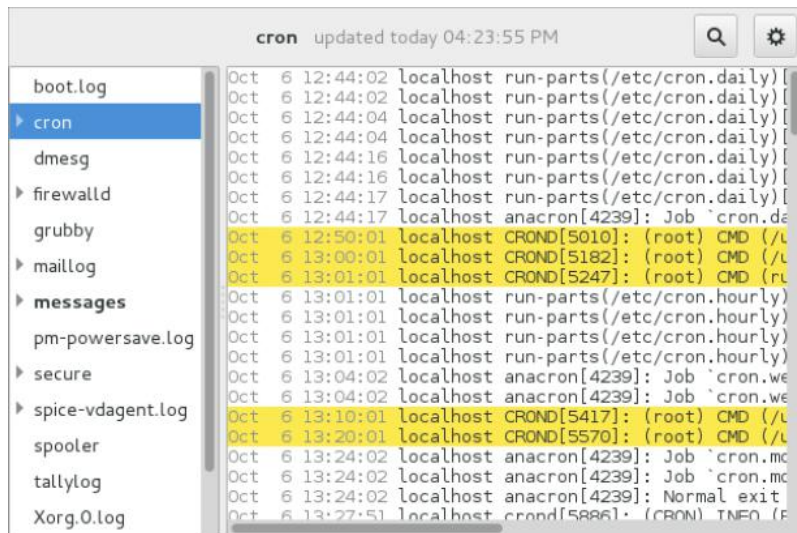 cron updated today 04:23:55 PM
boot.log
cron
dmesg
firewalld
grubby
maillog
messages
pm-powersave.log
secure
spice-vdagent.log
spooler
tallylog
Xorg.0.log
Oct 6 12:44:02 localhost run-parts(/etc/cron.daily)[
Oct 6 12:44:02 localhost run-parts(/etc/cron.daily)[
Oct 6 12:44:04 localhost run-parts(/etc/cron.daily)[
Oct 6 12:44:04 localhost run-parts(/etc/cron.daily)[
Oct 6 12:44:16 localhost run-parts(/etc/cron.daily)[
Oct 6 12:44:16 localhost run-parts(/etc/cron.daily)[
Oct 6 12:44:17 localhost run-parts(/etc/cron.daily)[
Oct 6 12:44:17 localhost anacron[4239]: Job `cron.da
Oct 6 12:50:01 localhost CROND[5010]: (root) CMD (/u
Oct 6 13:00:01 localhost CROND[5182]: (root) CMD (/u
Oct 6 13:01:01 localhost CROND[5247]: (root) CMD (ru
Oct 6 13:01:01 localhost run-parts(/etc/cron.hourly)
Oct 6 13:01:01 localhost run-parts(/etc/cron.hourly)
Oct 6 13:01:01 localhost run-parts(/etc/cron.hourly)
Oct 6 13:01:01 localhost run-parts(/etc/cron.hourly)
Oct 6 13:04:02 localhost anacron[4239]: Job `cron.we
Oct 6 13:04:02 localhost anacron[4239]: Job `cron.we
Oct 6 13:10:01 localhost CROND[5417]: (root) CMD (/u
Oct 6 13:20:01 localhost CROND[5570]: (root) CMD (/u
Oct 6 13:24:02 localhost anacron[4239]: Job `cron.mo
Oct 6 13:24:02 localhost anacron[4239]: Job `cron.mo
Oct 6 13:24:02 localhost anacron[4239]: Normal exit
Oct 6 13:27:51 localhost crond[5886]: (CRON) INFO (